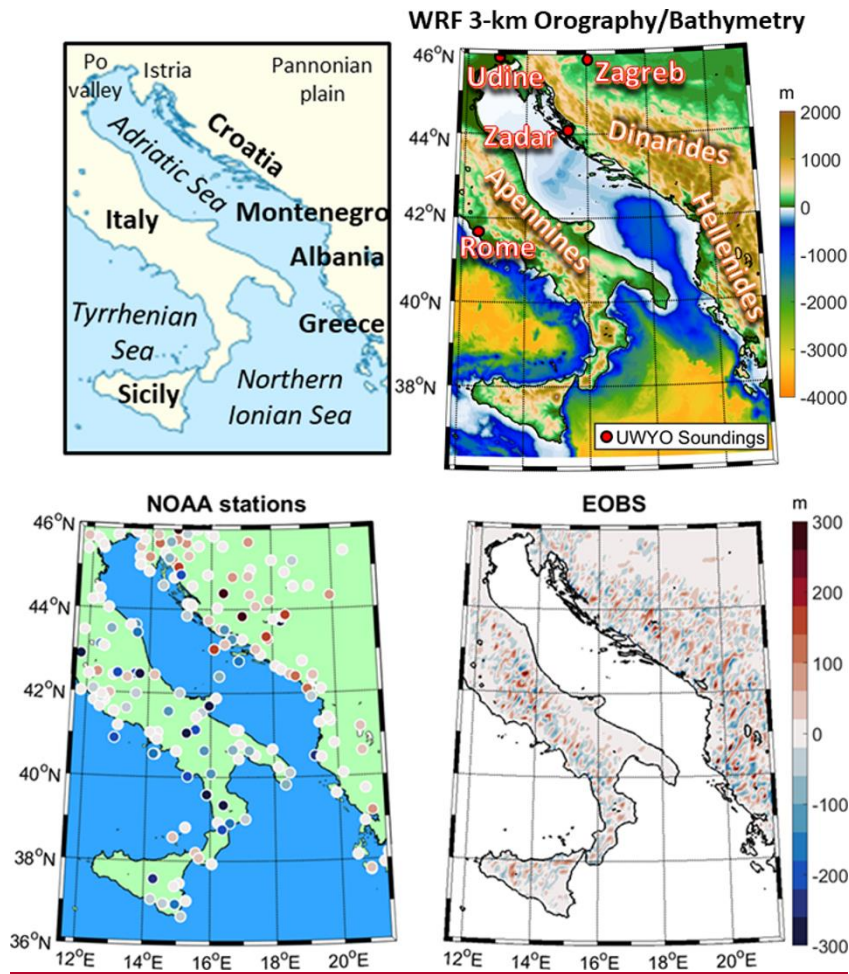 WRF 3-km Orography/Bathymetry
Po
valley
Istria
Pannonian
plain
Adriatic Sea
Croatia
Italy
Montenegro
Albania
Tyrrhenian
Sea
Greece
Sicily
Northern
Ionian Sea
46°N
44°N
42°N
40°N
38°N
Udine
Zagreb
Zadar
Dinarides
Apennines
Hellenides
Rome
UWYO Soundings
m
2000
1000
0
-1000
-2000
-3000
-4000
NOAA stations
46°N
44°N
42°N
40°N
38°N
36°N
12°E
14°E
16°E
18°E
20°E
EOBS
12°E
14°E
16°E
18°E
20°E
m
300
200
100
0
-100
-200
-300